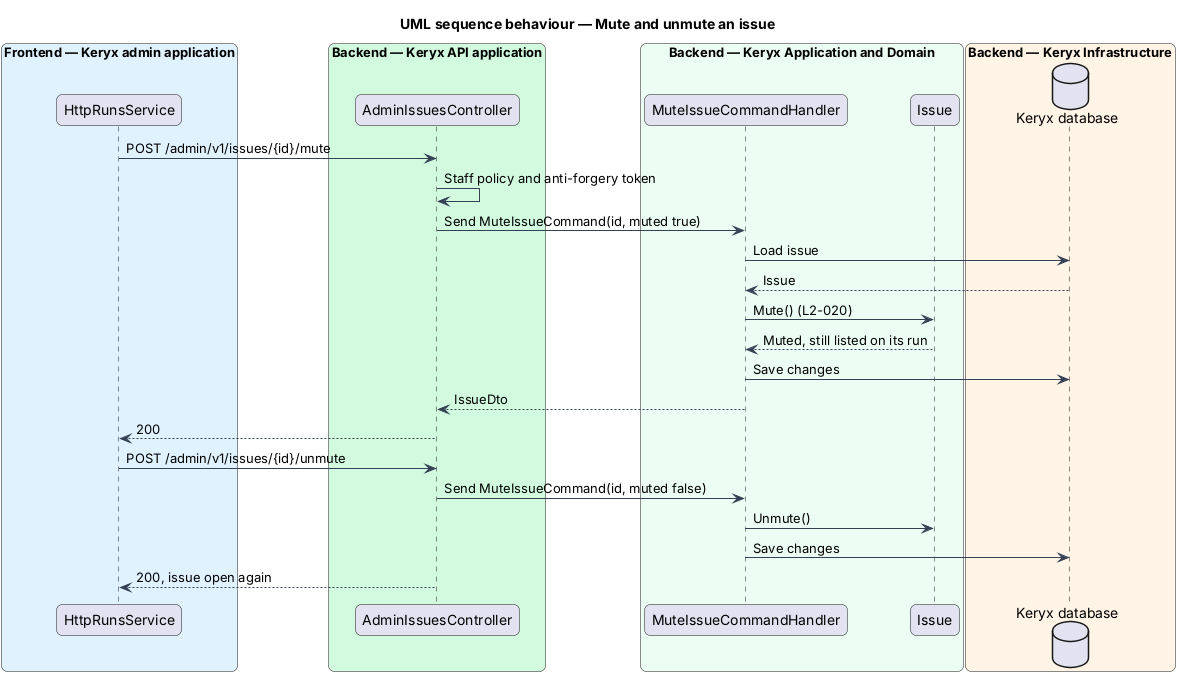 UML sequence behaviour — Mute and unmute an issue
Frontend — Keryx admin application
Backend — Keryx API application
Backend — Keryx Application and Domain
Backend — Keryx Infrastructure
HttpRunsService
AdminIssuesController
MuteIssueCommandHandler
Issue
Keryx database
POST /admin/v1/issues/{id}/mute
Staff policy and anti-forgery token
Send MuteIssueCommand(id, muted true)
Load issue
Issue
Mute() (L2-020)
Muted, still listed on its run
Save changes
IssueDto
200
POST /admin/v1/issues/{id}/unmute
Send MuteIssueCommand(id, muted false)
Unmute()
Save changes
200, issue open again
HttpRunsService
AdminIssuesController
MuteIssueCommandHandler
Issue
Keryx database